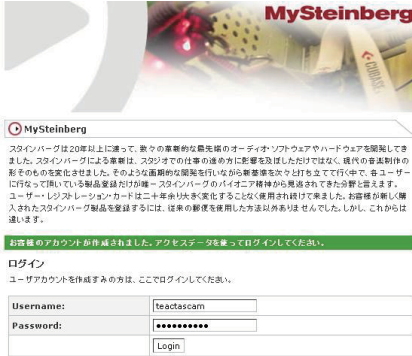 MySteinberg
CUBASE
MySteinberg
スタインバーグは20年以上に渡って、数々の革新的な最先端のオーディオ・ソフトウェアやハードウェアを開発してき
ました。スタインバーグによる革新は、スタジオでの仕事の進め方に影響を及ぼしただけではなく、現代の音楽制作の
形そのものを変化させました。そのような画期的な開発を行いながら新基準を次々と打ち立てて行く中で、各ユーザー
に行なって頂いている製品登録だけが唯一スタインバーグのパイオニア精神から見逃されてきた分野と言えます。
ユーザー・レジストレーション・カードは二十年余り大きく変化することなく使用され続けて来ました。お客様が新しく購
入されたスタインバーグ製品を登録するには、従来の郵便を使用した方法以外ありませんでした。しかし、これからは
違います。
お客様のアカウントが作成されました。アクセスデータを使ってログインしてください。
ログイン
ユーザアカウントを作成すみの方は、ここでログインしてください。
Username: teactascam
Password: ••••••••••
Login